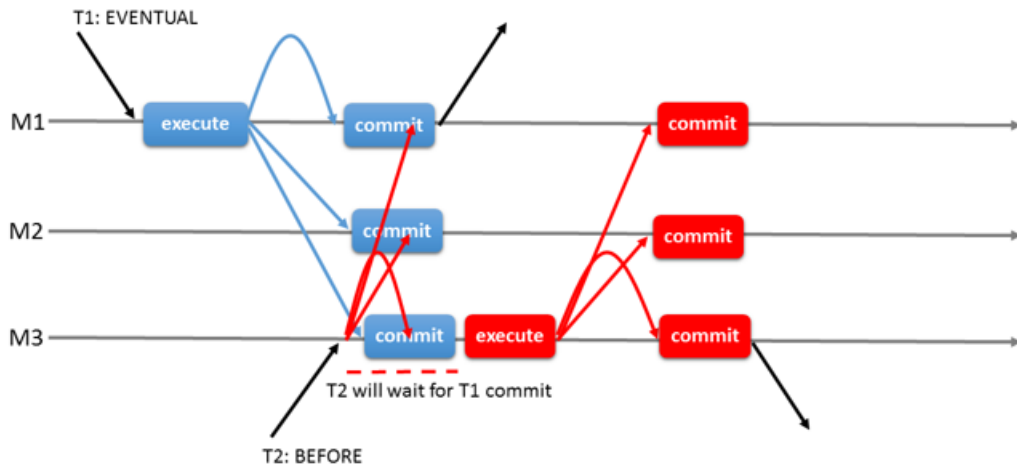 T1: EVENTUAL
M1
execute
commit
commit
M2
commit
commit
M3
commit
execute
commit
T2 will wait for T1 commit
T2: BEFORE